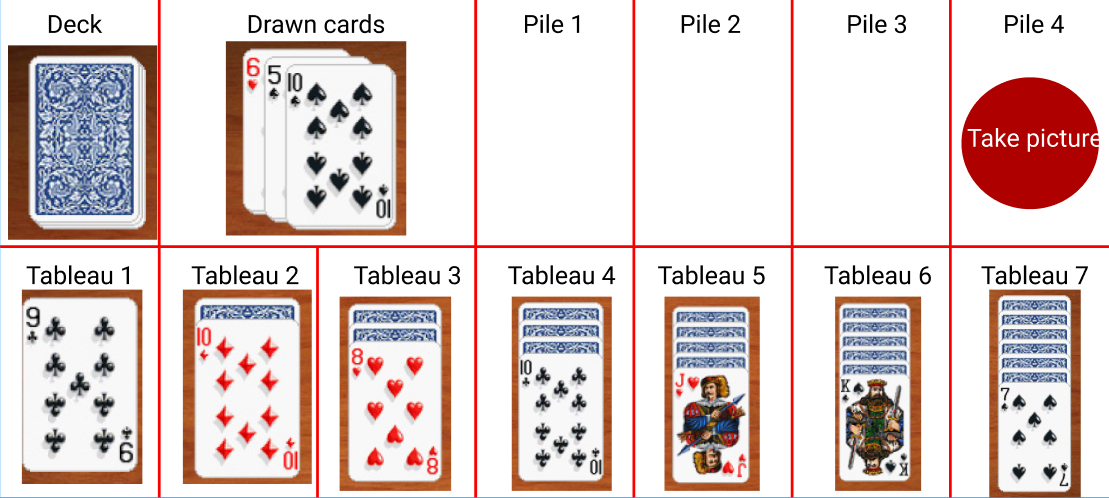 Deck
Drawn cards
Pile 1
Pile 2
Pile 3
Pile 4
6
5
10
10
Take picture
Tableau 1
Tableau 2
Tableau 3
Tableau 4
Tableau 5
Tableau 6
Tableau 7
9
9
10
10
8
8
10
10
J
J
K
K
7
7